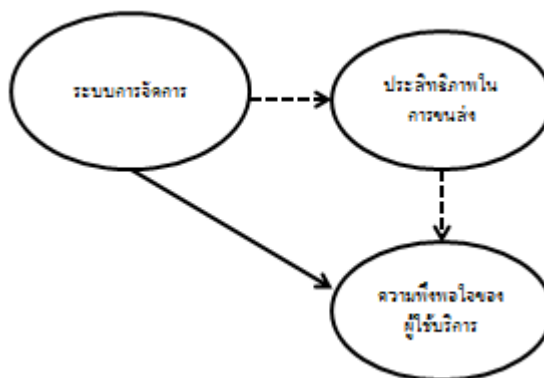 ระบบการจัดการ
ประสิทธิภาพใน
การขนส่ง
ความพึงพอใจของ
ผู้ใช้บริการ